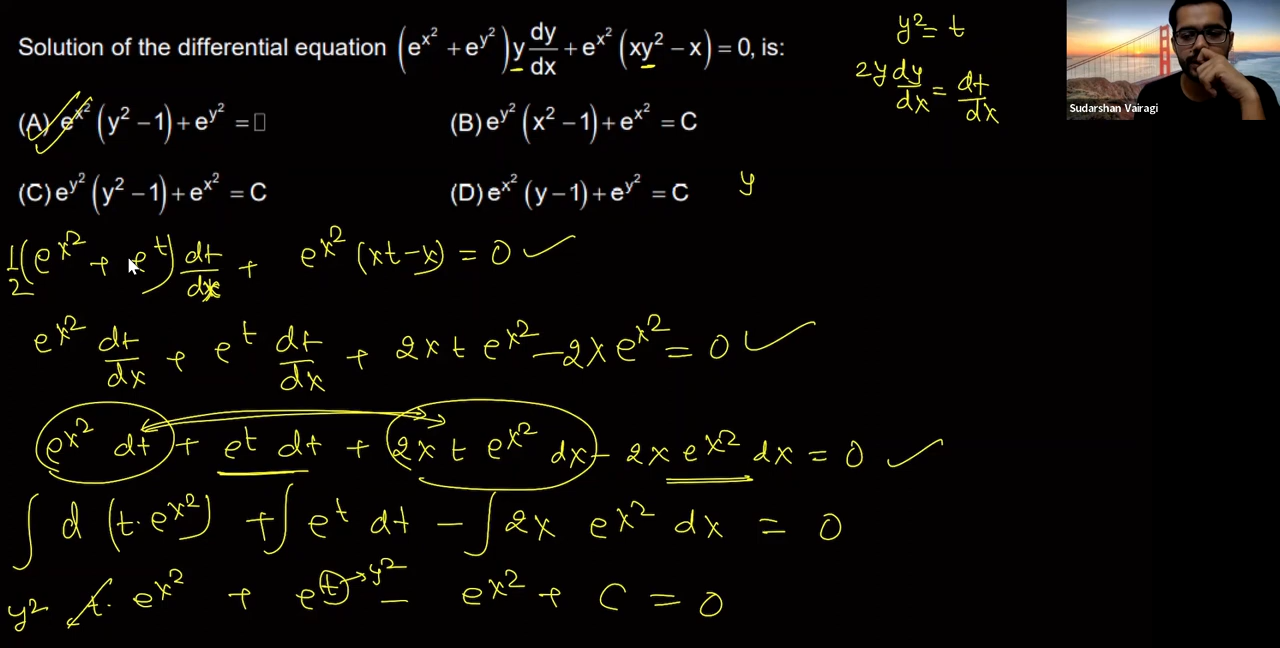 Solution of the differential equation (e^x² + e^y²) y dy/dx + e^x² (xy² − x) = 0, is:
(A) e^x² (y² − 1) + e^y² = □
(B) e^y² (x² − 1) + e^x² = C
(C) e^y² (y² − 1) + e^x² = C
(D) e^x² (y − 1) + e^y² = C
y
y² = t
2y dy/dx = dt/dx
Sudarshan Vairagi
1/2 (e^x² + e^t) dt/dx + e^x² (xt − x) = 0 ✓
e^x² dt/dx + e^t dt/dx + 2x t e^x² − 2x e^x² = 0 ✓
e^x² dt + e^t dt + 2x t e^x² dx − 2x e^x² dx = 0 ✓
∫ d (t · e^x²) + ∫ e^t dt − ∫ 2x e^x² dx = 0
y² t · e^x² + e^t → y² − e^x² + C = 0